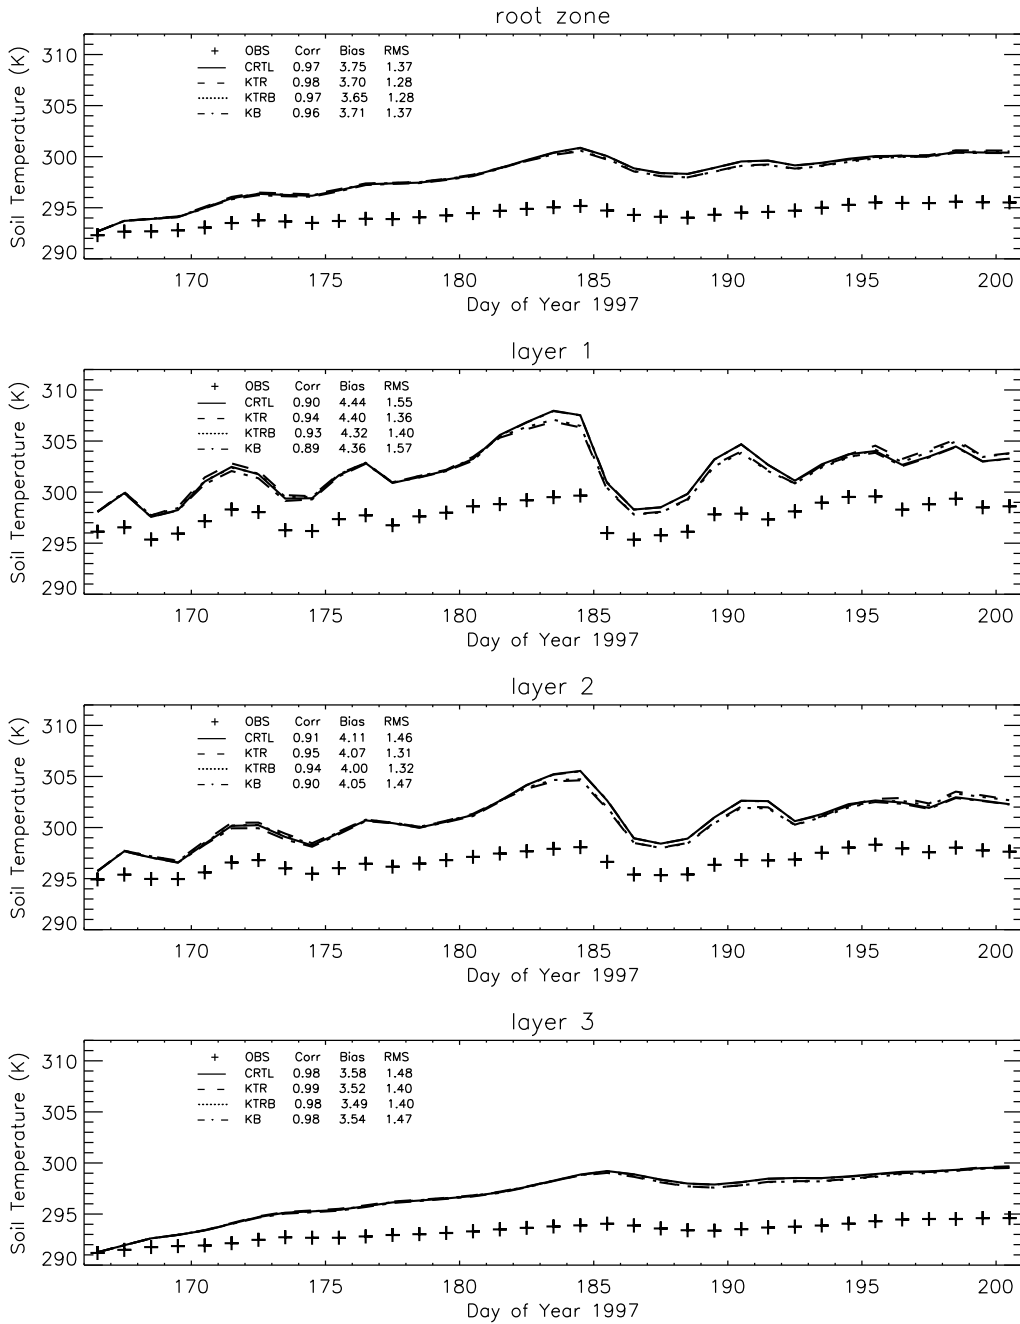 root zone
Soil Temperature (K)
310
305
300
295
290
+ OBS Corr Bias RMS
CRTL 0.97 3.75 1.37
KTR 0.98 3.70 1.28
KTRB 0.97 3.65 1.28
KB 0.96 3.71 1.37
170 175 180 185 190 195 200
Day of Year 1997
layer 1
Soil Temperature (K)
310
305
300
295
290
+ OBS Corr Bias RMS
CRTL 0.90 4.44 1.55
KTR 0.94 4.40 1.36
KTRB 0.93 4.32 1.40
KB 0.89 4.36 1.57
170 175 180 185 190 195 200
Day of Year 1997
layer 2
Soil Temperature (K)
310
305
300
295
290
+ OBS Corr Bias RMS
CRTL 0.91 4.11 1.46
KTR 0.95 4.07 1.31
KTRB 0.94 4.00 1.32
KB 0.90 4.05 1.47
170 175 180 185 190 195 200
Day of Year 1997
layer 3
Soil Temperature (K)
310
305
300
295
290
+ OBS Corr Bias RMS
CRTL 0.98 3.58 1.48
KTR 0.99 3.52 1.40
KTRB 0.98 3.49 1.40
KB 0.98 3.54 1.47
170 175 180 185 190 195 200
Day of Year 1997